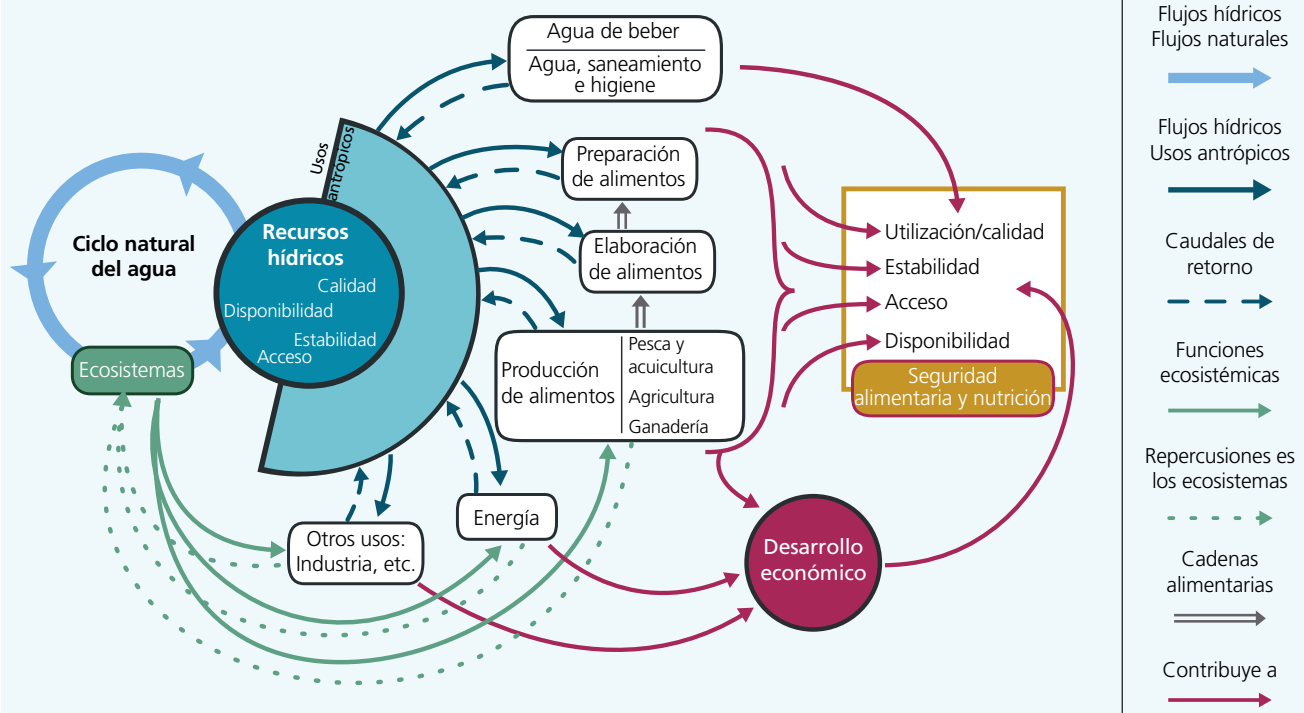 Agua de beber
Agua, saneamiento
e higiene
Usos
antrópicos
Preparación
de alimentos
Ciclo natural
del agua
Recursos
hídricos
Calidad
Disponibilidad
Estabilidad
Acceso
Elaboración
de alimentos
Ecosistemas
Producción
de alimentos
Pesca y
acuicultura
Agricultura
Ganadería
Energía
Otros usos:
Industria, etc.
Utilización/calidad
Estabilidad
Acceso
Disponibilidad
Seguridad
alimentaria y nutrición
Desarrollo
económico
Flujos hídricos
Flujos naturales
Flujos hídricos
Usos antrópicos
Caudales de
retorno
Funciones
ecosistémicas
Repercusiones es
los ecosistemas
Cadenas
alimentarias
Contribuye a